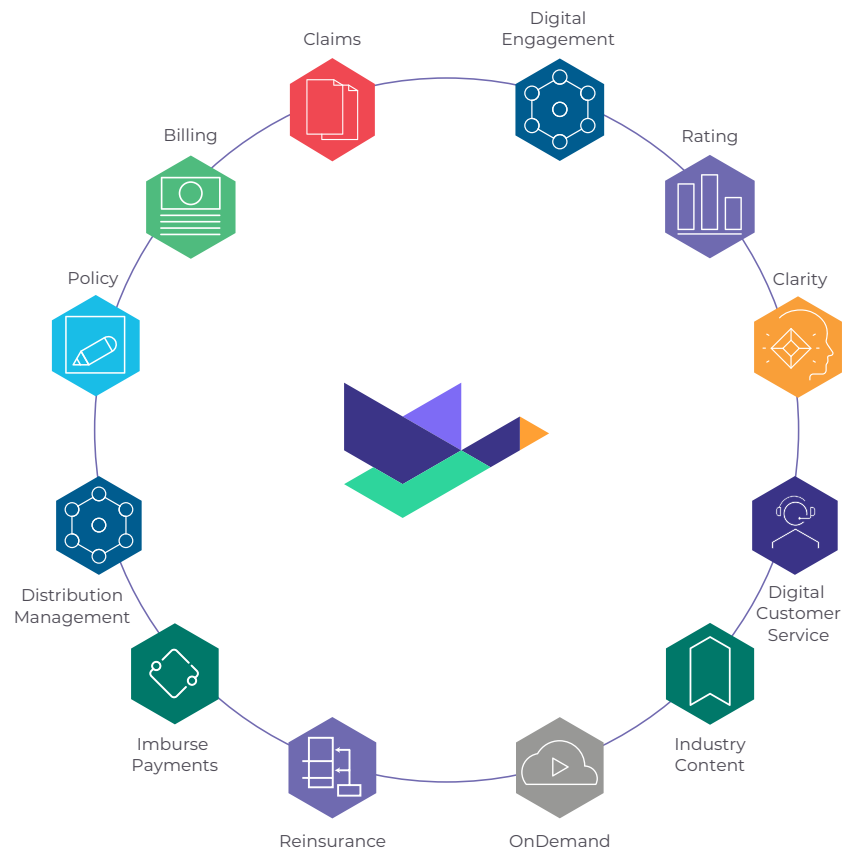 Digital
Engagement
Claims
Billing
Rating
Policy
Clarity
Distribution
Management
Digital
Customer
Service
Imburse
Payments
Industry
Content
Reinsurance
OnDemand